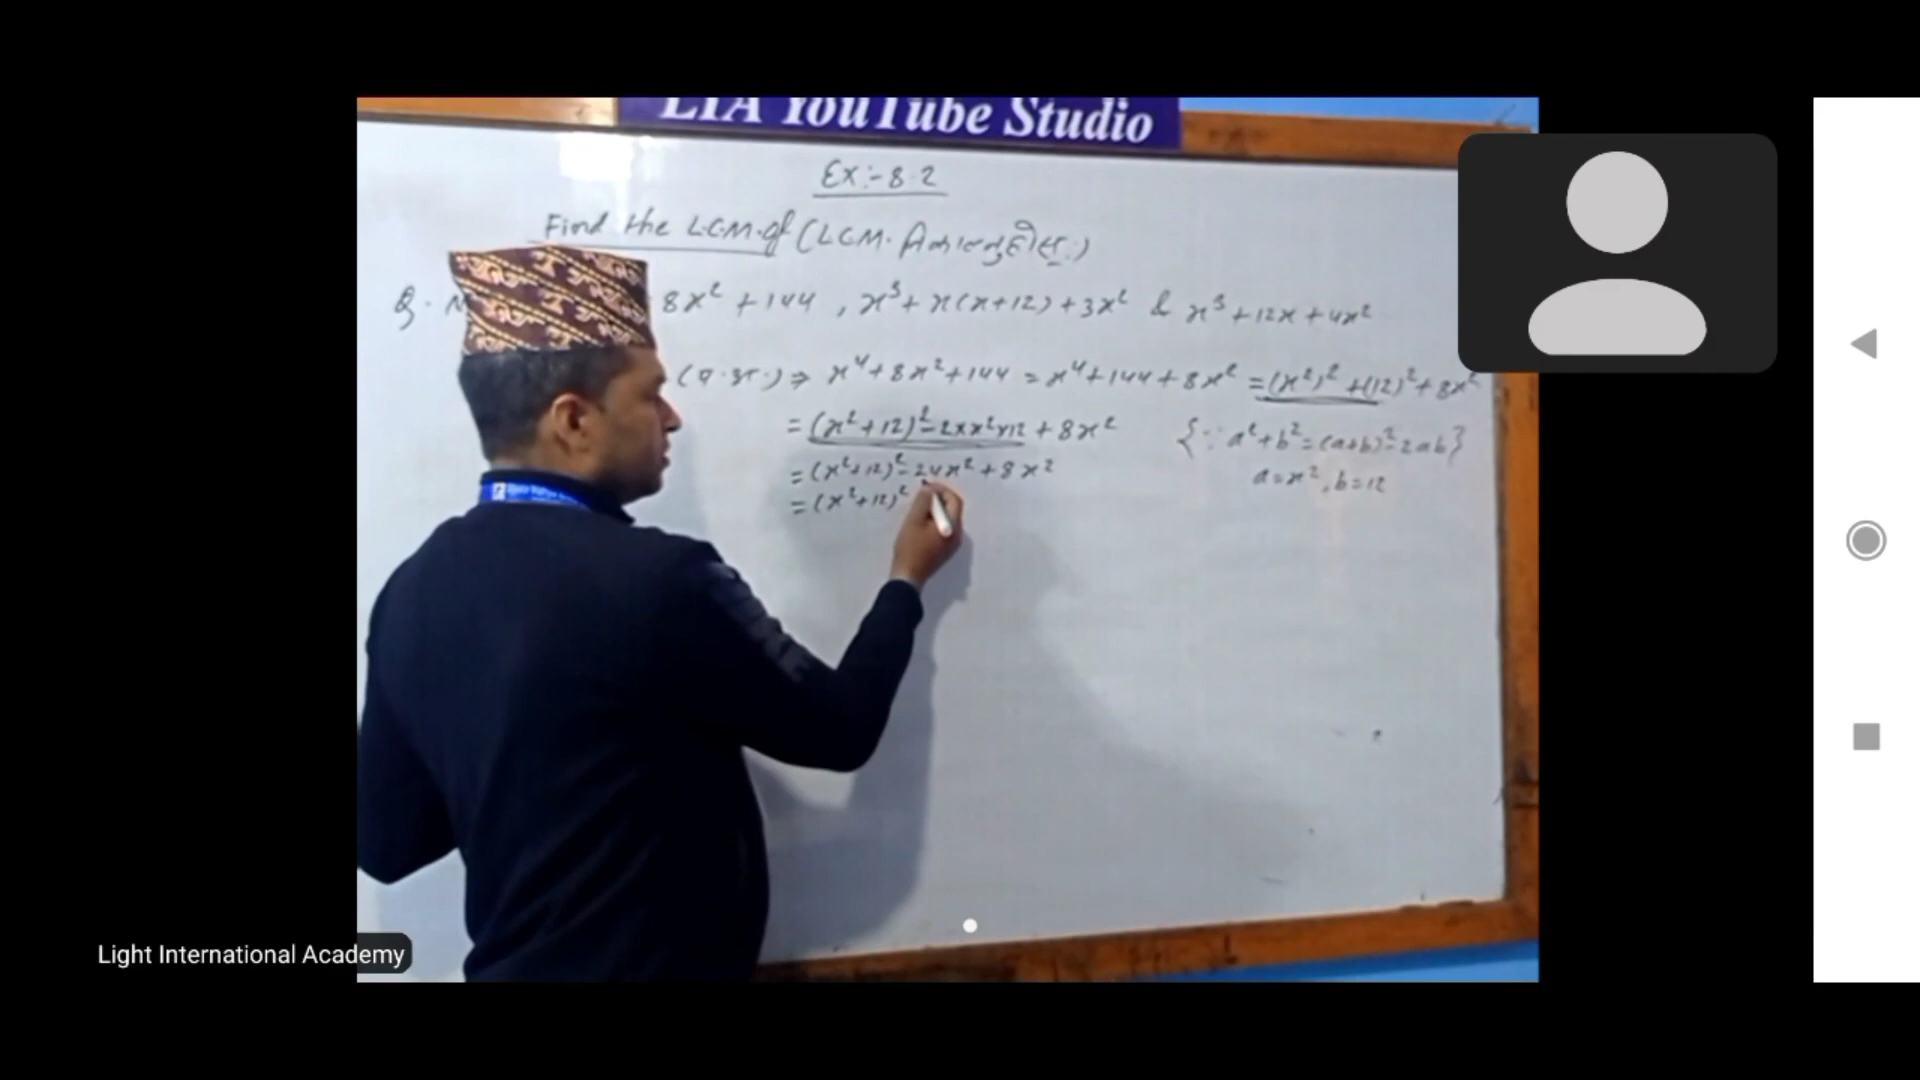 LIA YouTube Studio
Ex:- 8.2
Find the L.C.M. of (LCM.
Q. N 8x² + 144 , x³ + x(x+12) + 3x² & x³ + 12x + 4x²
⇒ x⁴ + 8x² + 144 = x⁴ + 144 + 8x² = (x²)² + (12)² + 8x²
= (x² + 12)² - 2×x²×12 + 8x² {∵ a² + b² = (a+b)² - 2ab}
= (x²+12)² - 24x² + 8x² a = x², b = 12
= (x²+12)²
Light International Academy